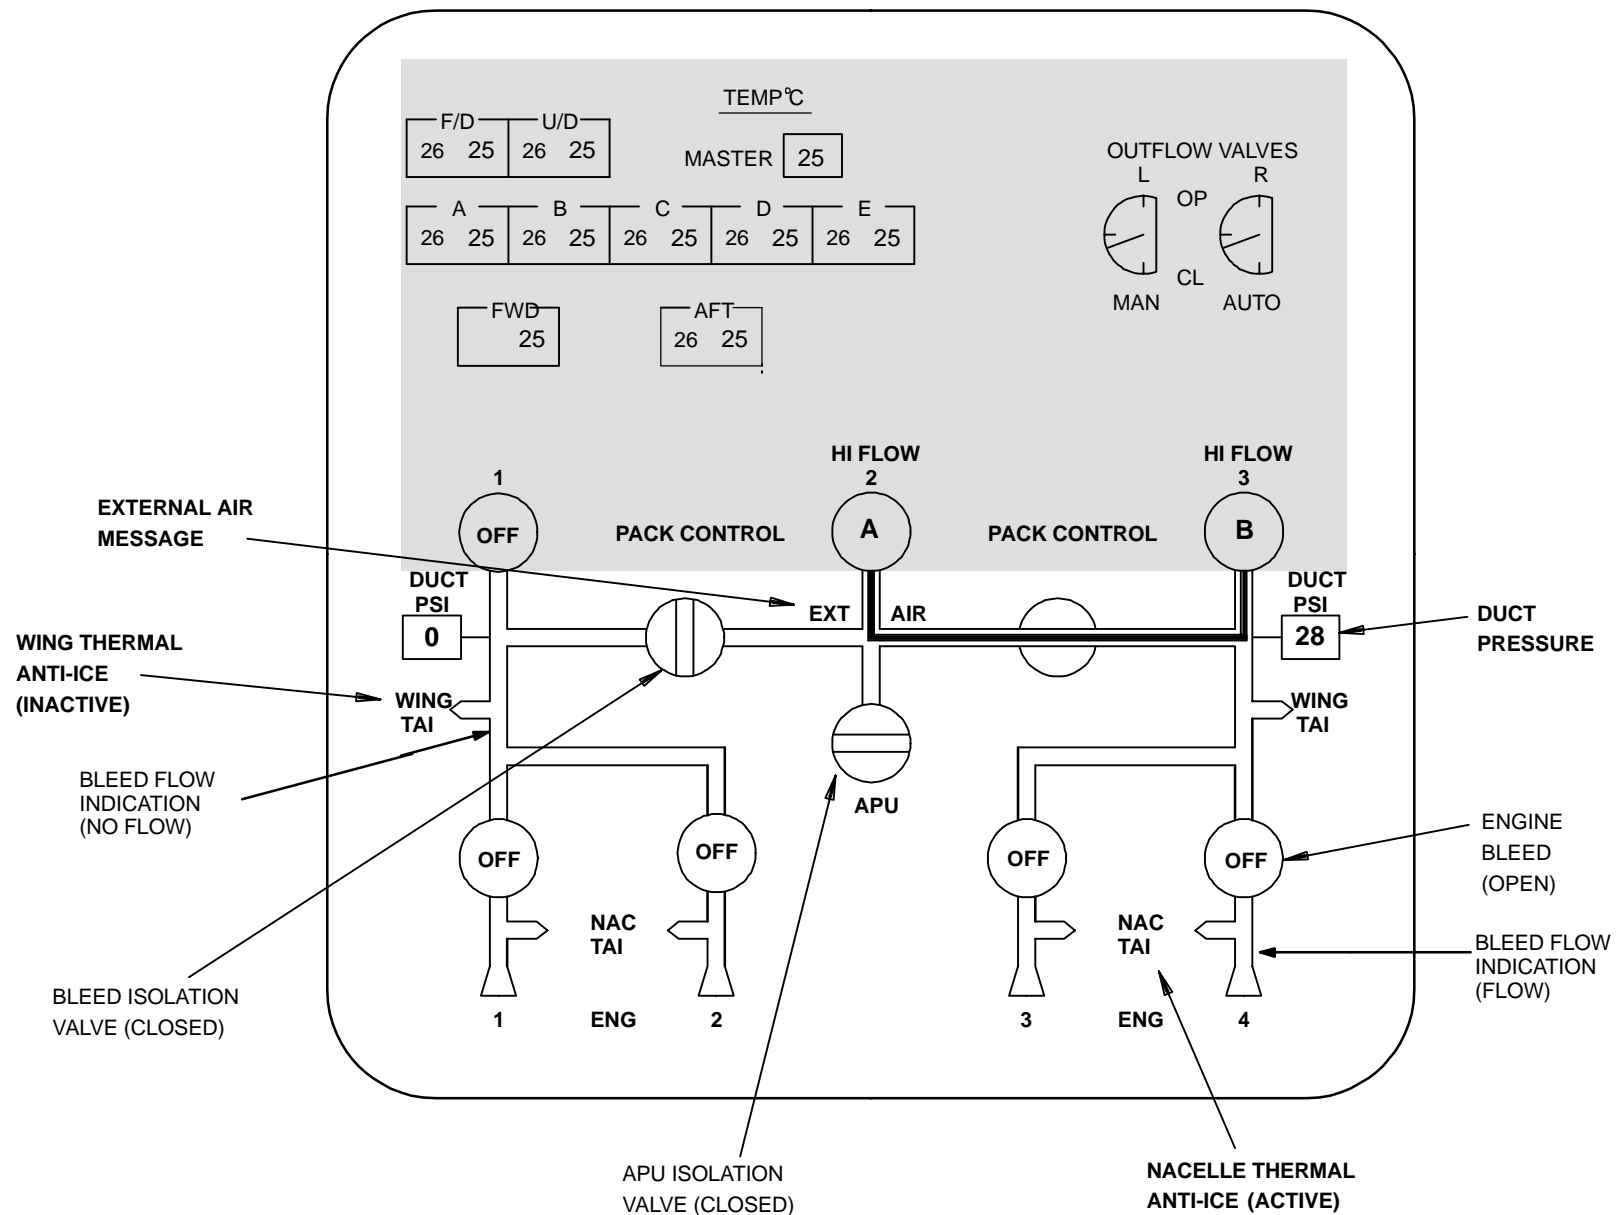 TEMP°C
F/D U/D
26 25 26 25
MASTER 25
OUTFLOW VALVES
L R
OP
CL
MAN AUTO
A B C D E
26 25 26 25 26 25 26 25 26 25
FWD AFT
25 26 25
HI FLOW HI FLOW
1 2 3
OFF PACK CONTROL A PACK CONTROL B
EXTERNAL AIR
MESSAGE
DUCT
PSI
0
EXT AIR
DUCT
PSI
28
DUCT
PRESSURE
WING THERMAL
ANTI-ICE
(INACTIVE)
WING
TAI
WING
TAI
BLEED FLOW
INDICATION
(NO FLOW)
APU
OFF OFF OFF OFF
ENGINE
BLEED
(OPEN)
NAC
TAI
NAC
TAI
BLEED FLOW
INDICATION
(FLOW)
BLEED ISOLATION
VALVE (CLOSED)
1 ENG 2 3 ENG 4
APU ISOLATION
VALVE (CLOSED)
NACELLE THERMAL
ANTI-ICE (ACTIVE)